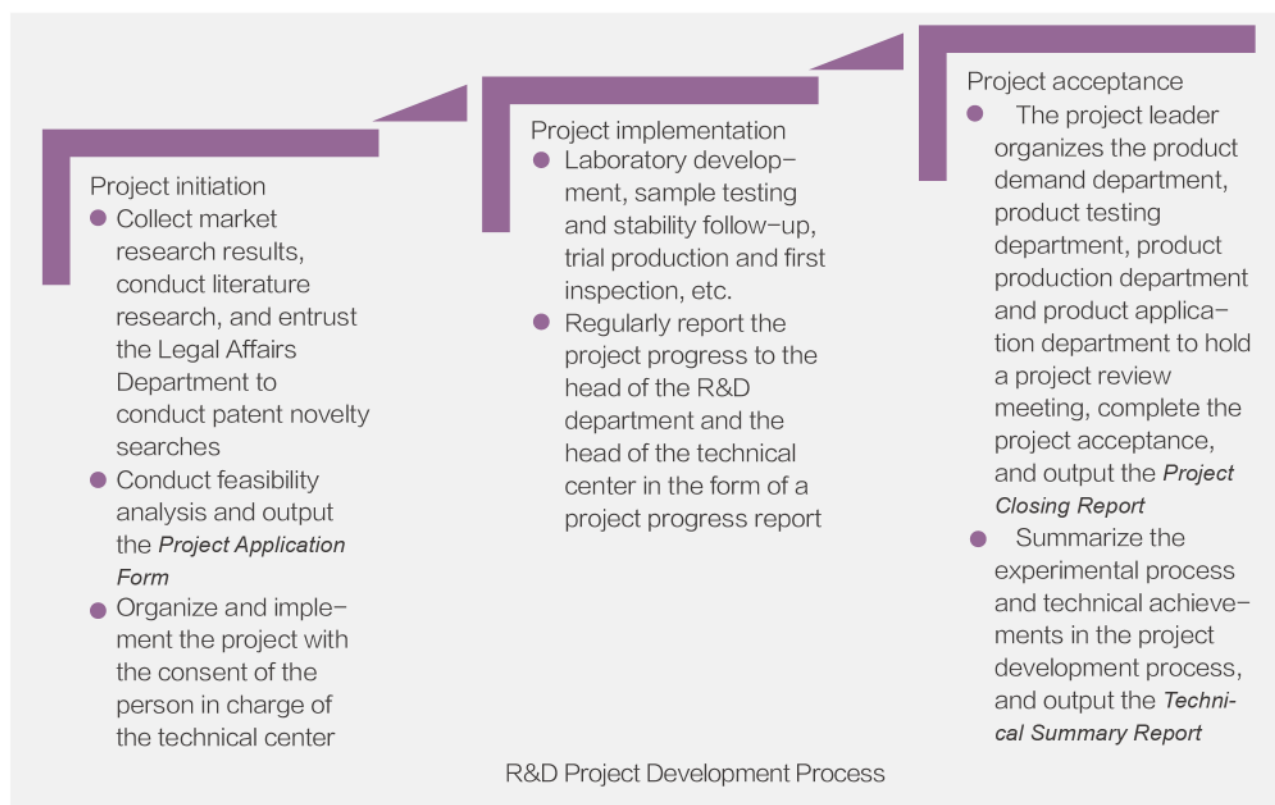 Project initiation
● Collect market
research results,
conduct literature
research, and entrust
the Legal Affairs
Department to
conduct patent novelty
searches
● Conduct feasibility
analysis and output
the Project Application
Form
● Organize and imple-
ment the project with
the consent of the
person in charge of
the technical center
Project implementation
● Laboratory develop-
ment, sample testing
and stability follow-up,
trial production and first
inspection, etc.
● Regularly report the
project progress to the
head of the R&D
department and the
head of the technical
center in the form of a
project progress report
Project acceptance
● The project leader
organizes the product
demand department,
product testing
department, product
production department
and product applica-
tion department to hold
a project review
meeting, complete the
project acceptance,
and output the Project
Closing Report
● Summarize the
experimental process
and technical achieve-
ments in the project
development process,
and output the Techni-
cal Summary Report
R&D Project Development Process